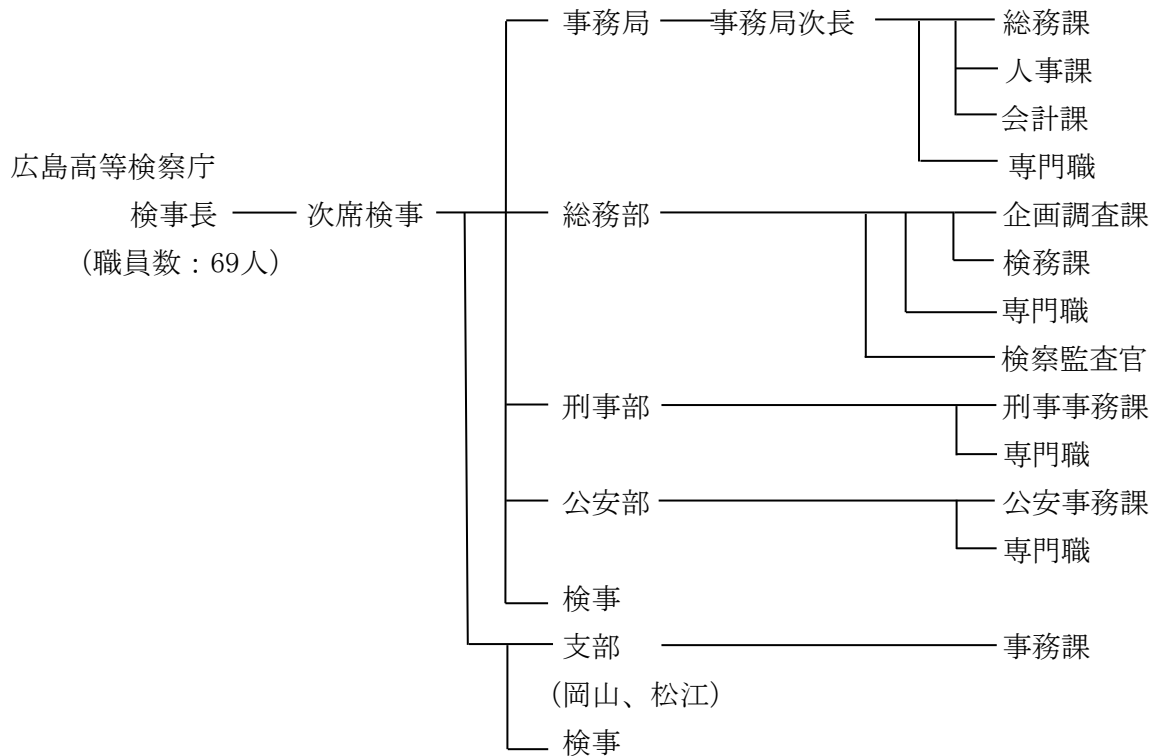 事務局 事務局次長 総務課
人事課
会計課
広島高等検察庁 専門職
検事長 次席検事 総務部 企画調査課
(職員数:69人) 検務課
専門職
検察監査官
刑事部 刑事事務課
専門職
公安部 公安事務課
専門職
検事
支部 事務課
(岡山、松江)
検事